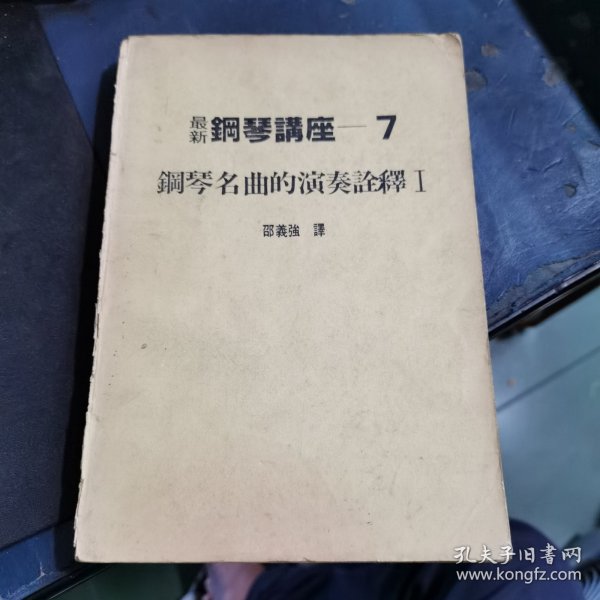 最新 鋼琴講座—7
鋼琴名曲的演奏詮釋 I
邵義強 譯
孔夫子旧书网
www.kongfz.com